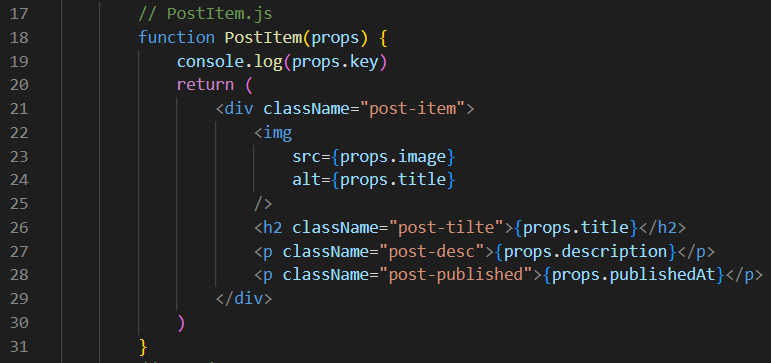 17 // PostItem.js
18 function PostItem(props) {
19 console.log(props.key)
20 return (
21 <div className="post-item">
22 <img
23 src={props.image}
24 alt={props.title}
25 />
26 <h2 className="post-tilte">{props.title}</h2>
27 <p className="post-desc">{props.description}</p>
28 <p className="post-published">{props.publishedAt}</p>
29 </div>
30 )
31 }